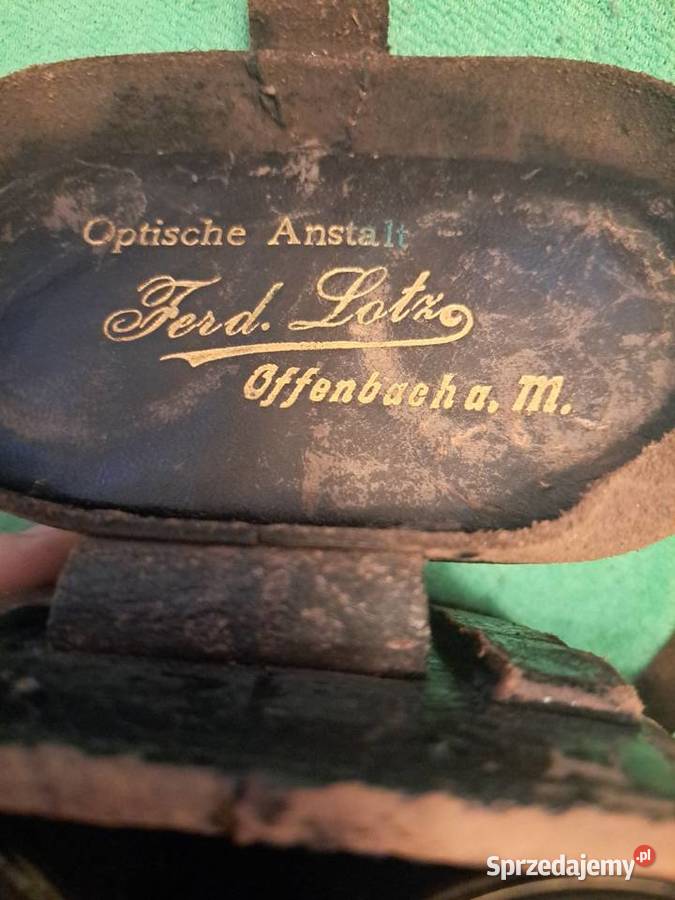 Optische Anstalt
Ferd. Lotz
Offenbach a. M.
Sprzedajemy.pl